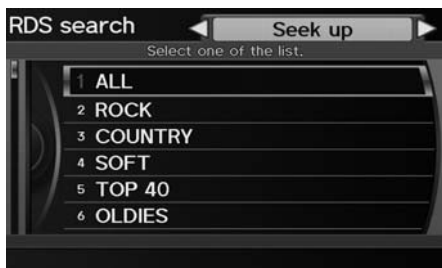 RDS search
Seek up
Select one of the list.
1 ALL
2 ROCK
3 COUNTRY
4 SOFT
5 TOP 40
6 OLDIES